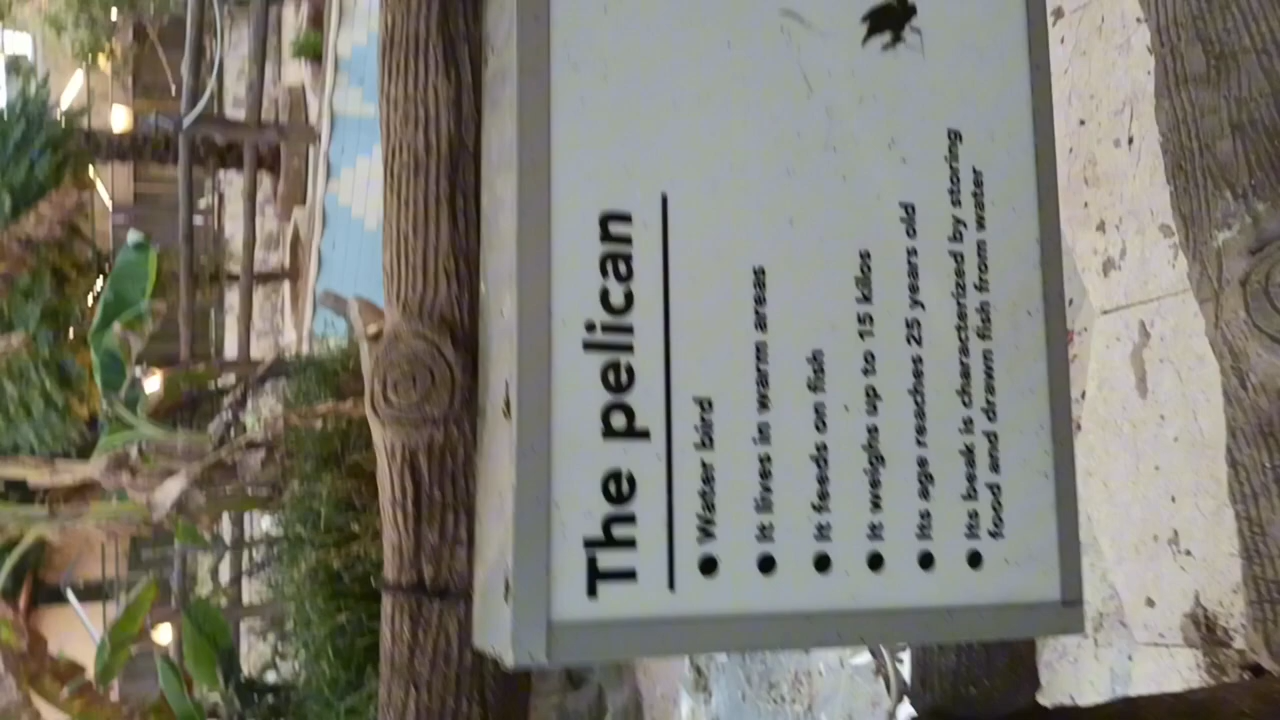 The pelican
● Water bird
● It lives in warm areas
● It feeds on fish
● It weighs up to 15 kilos
● Its age reaches 25 years old
● Its beak is characterized by storing
food and drawn fish from water